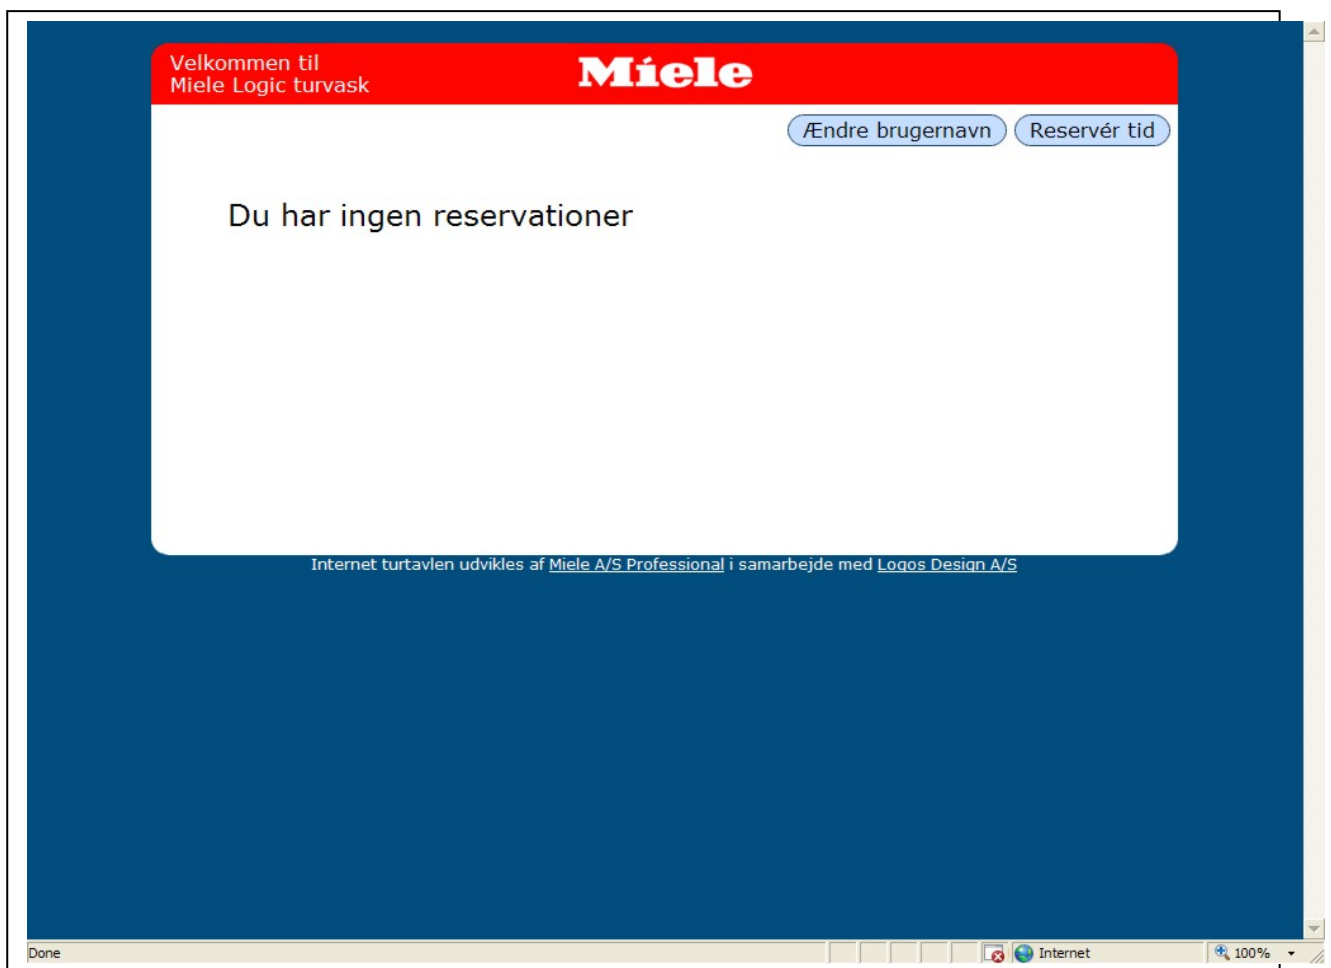 Velkommen til
Miele Logic turvask
Miele
Ændre brugernavn
Reservér tid
Du har ingen reservationer
Internet turtavlen udvikles af Miele A/S Professional i samarbejde med Logos Design A/S
Done
Internet
100%